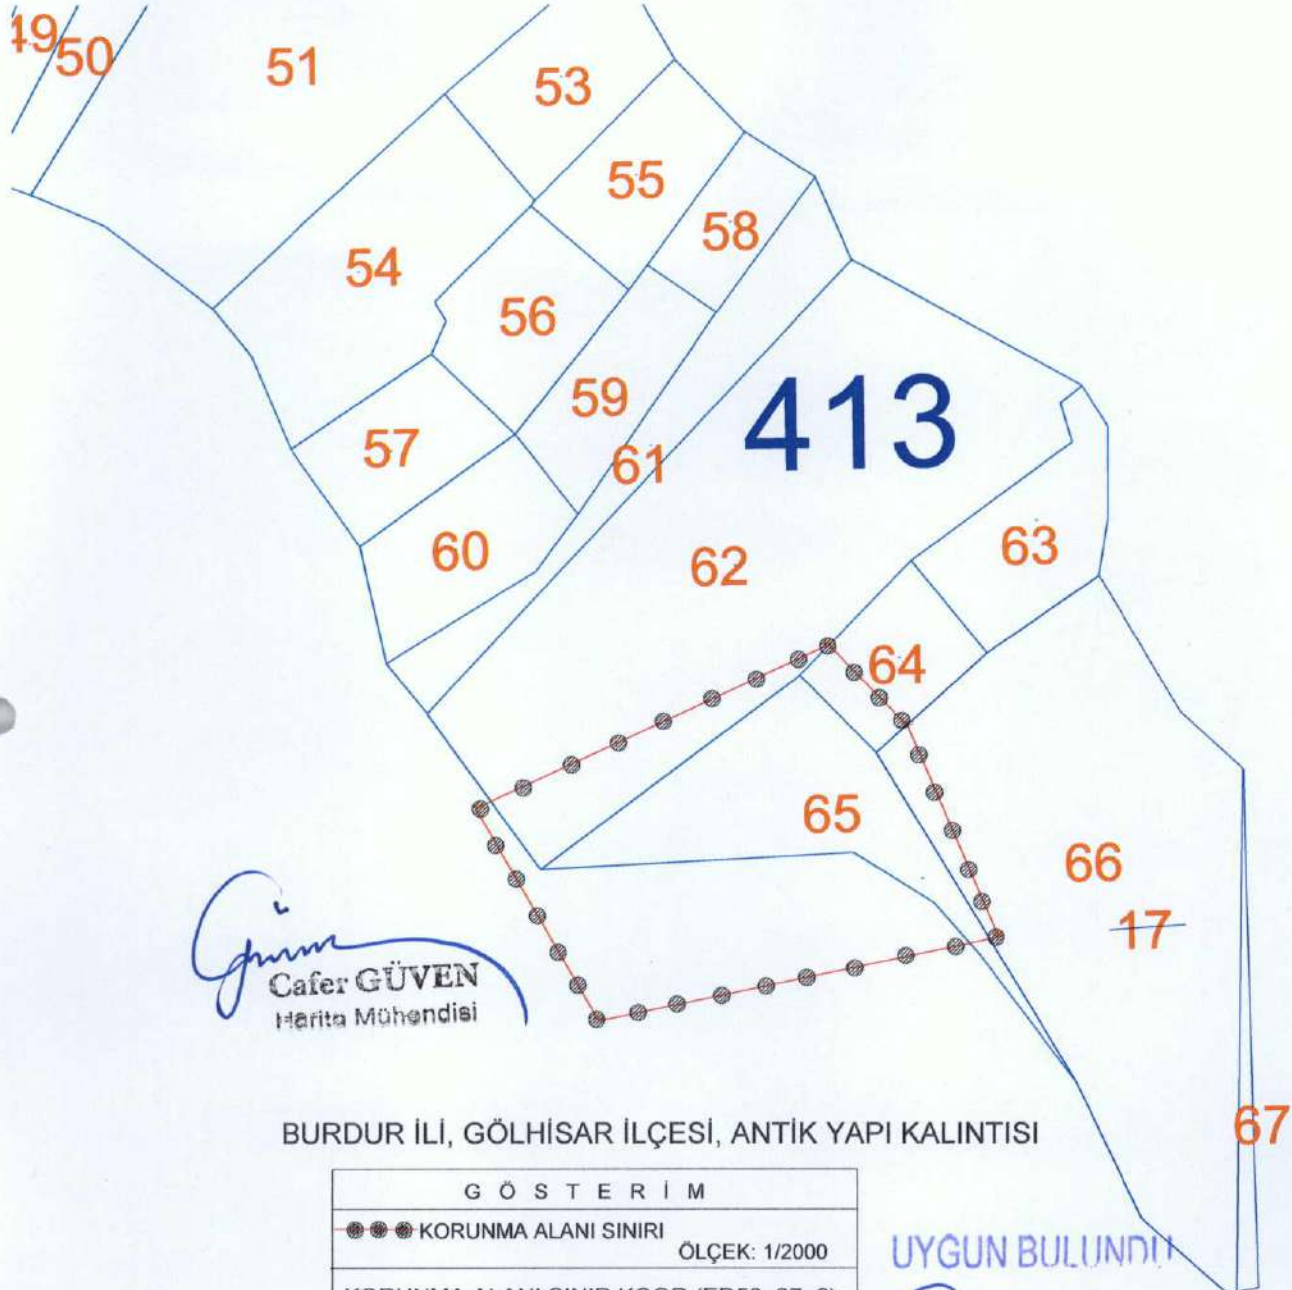 49
50
51
53
55
58
54
56
59
413
57
61
60
62
63
64
65
66
17
Cafer GÜVEN
Harita Mühendisi
67
BURDUR İLİ, GÖLHİSAR İLÇESİ, ANTİK YAPI KALINTISI
GÖSTERİM
KORUNMA ALANI SINIRI
ÖLÇEK: 1/2000
UYGUN BULUNDU